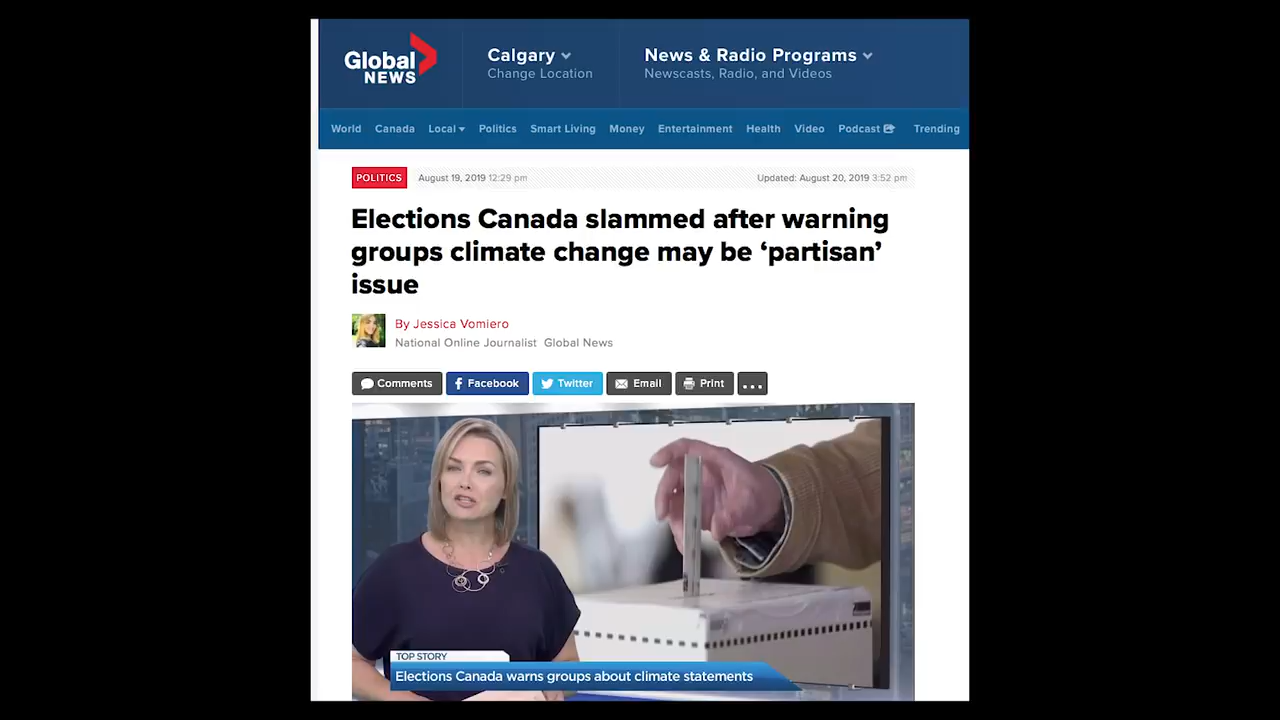 Global
NEWS
Calgary
Change Location
News & Radio Programs
Newscasts, Radio, and Videos
World Canada Local Politics Smart Living Money Entertainment Health Video Podcast Trending
POLITICS August 19, 2019 12:29 pm Updated: August 20, 2019 3:52 pm
Elections Canada slammed after warning
groups climate change may be ‘partisan’
issue
By Jessica Vomiero
National Online Journalist Global News
Comments Facebook Twitter Email Print ...
TOP STORY
Elections Canada warns groups about climate statements